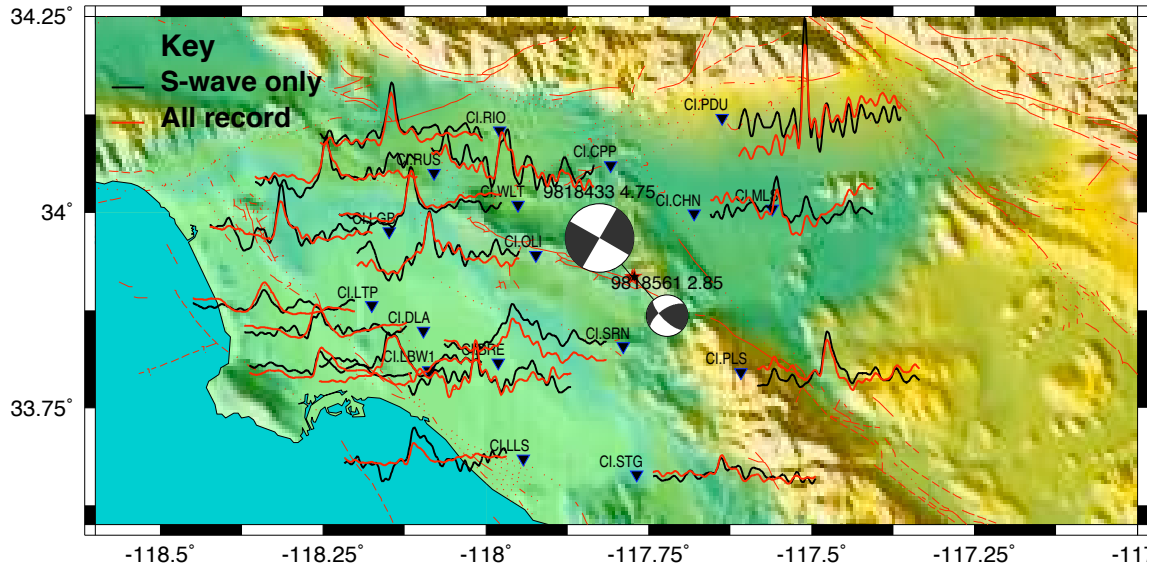 34.25°
Key
S-wave only
All record
CI.PDU
CI.RIO
CI.CPP
CI.RUS
CI.WLT
9818433 4.75
CI.CHN
CI.MLS
34°
CI.OLI
9818561 2.85
CI.LTP
CI.DLA
CI.SRN
CI.LBW1
CI.BRE
CI.PLS
33.75°
CI.LLS
CI.STG
-118.5° -118.25° -118° -117.75° -117.5° -117.25° -117